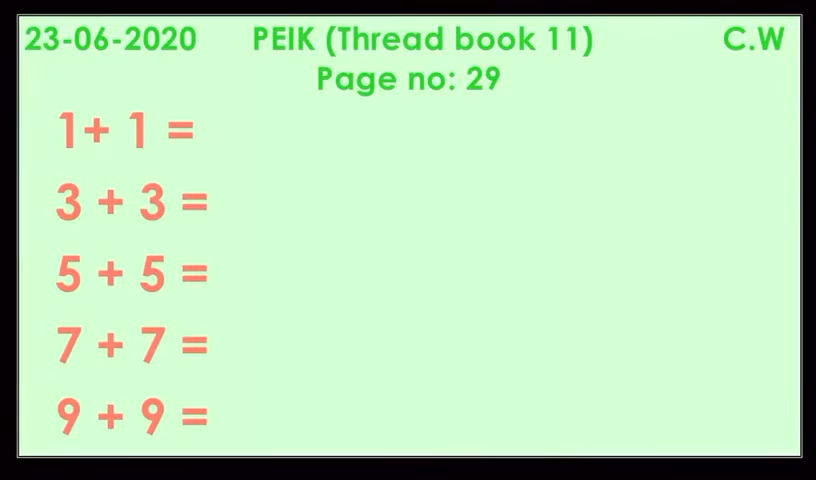 23-06-2020 PEIK (Thread book 11) C.W
Page no: 29
1+ 1 =
3 + 3 =
5 + 5 =
7 + 7 =
9 + 9 =